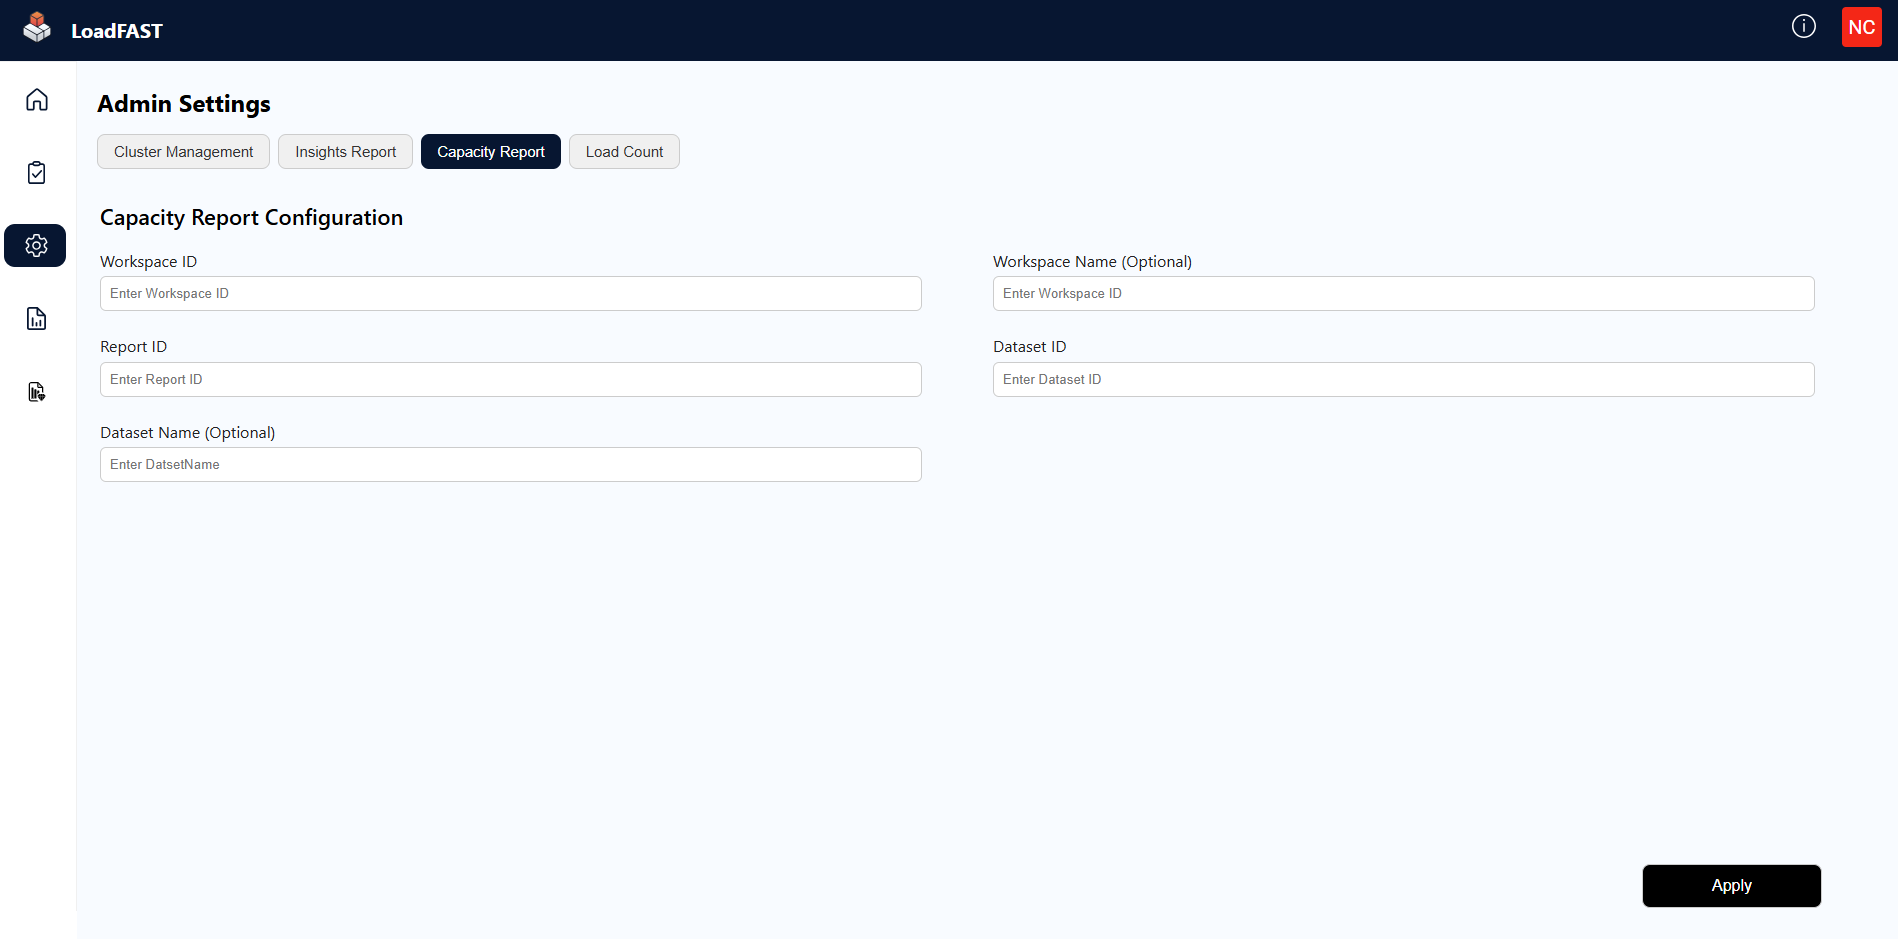 LoadFAST
NC
Admin Settings
Cluster Management
Insights Report
Capacity Report
Load Count
Capacity Report Configuration
Workspace ID
Enter Workspace ID
Workspace Name (Optional)
Enter Workspace ID
Report ID
Enter Report ID
Dataset ID
Enter Dataset ID
Dataset Name (Optional)
Enter DatsetName
Apply